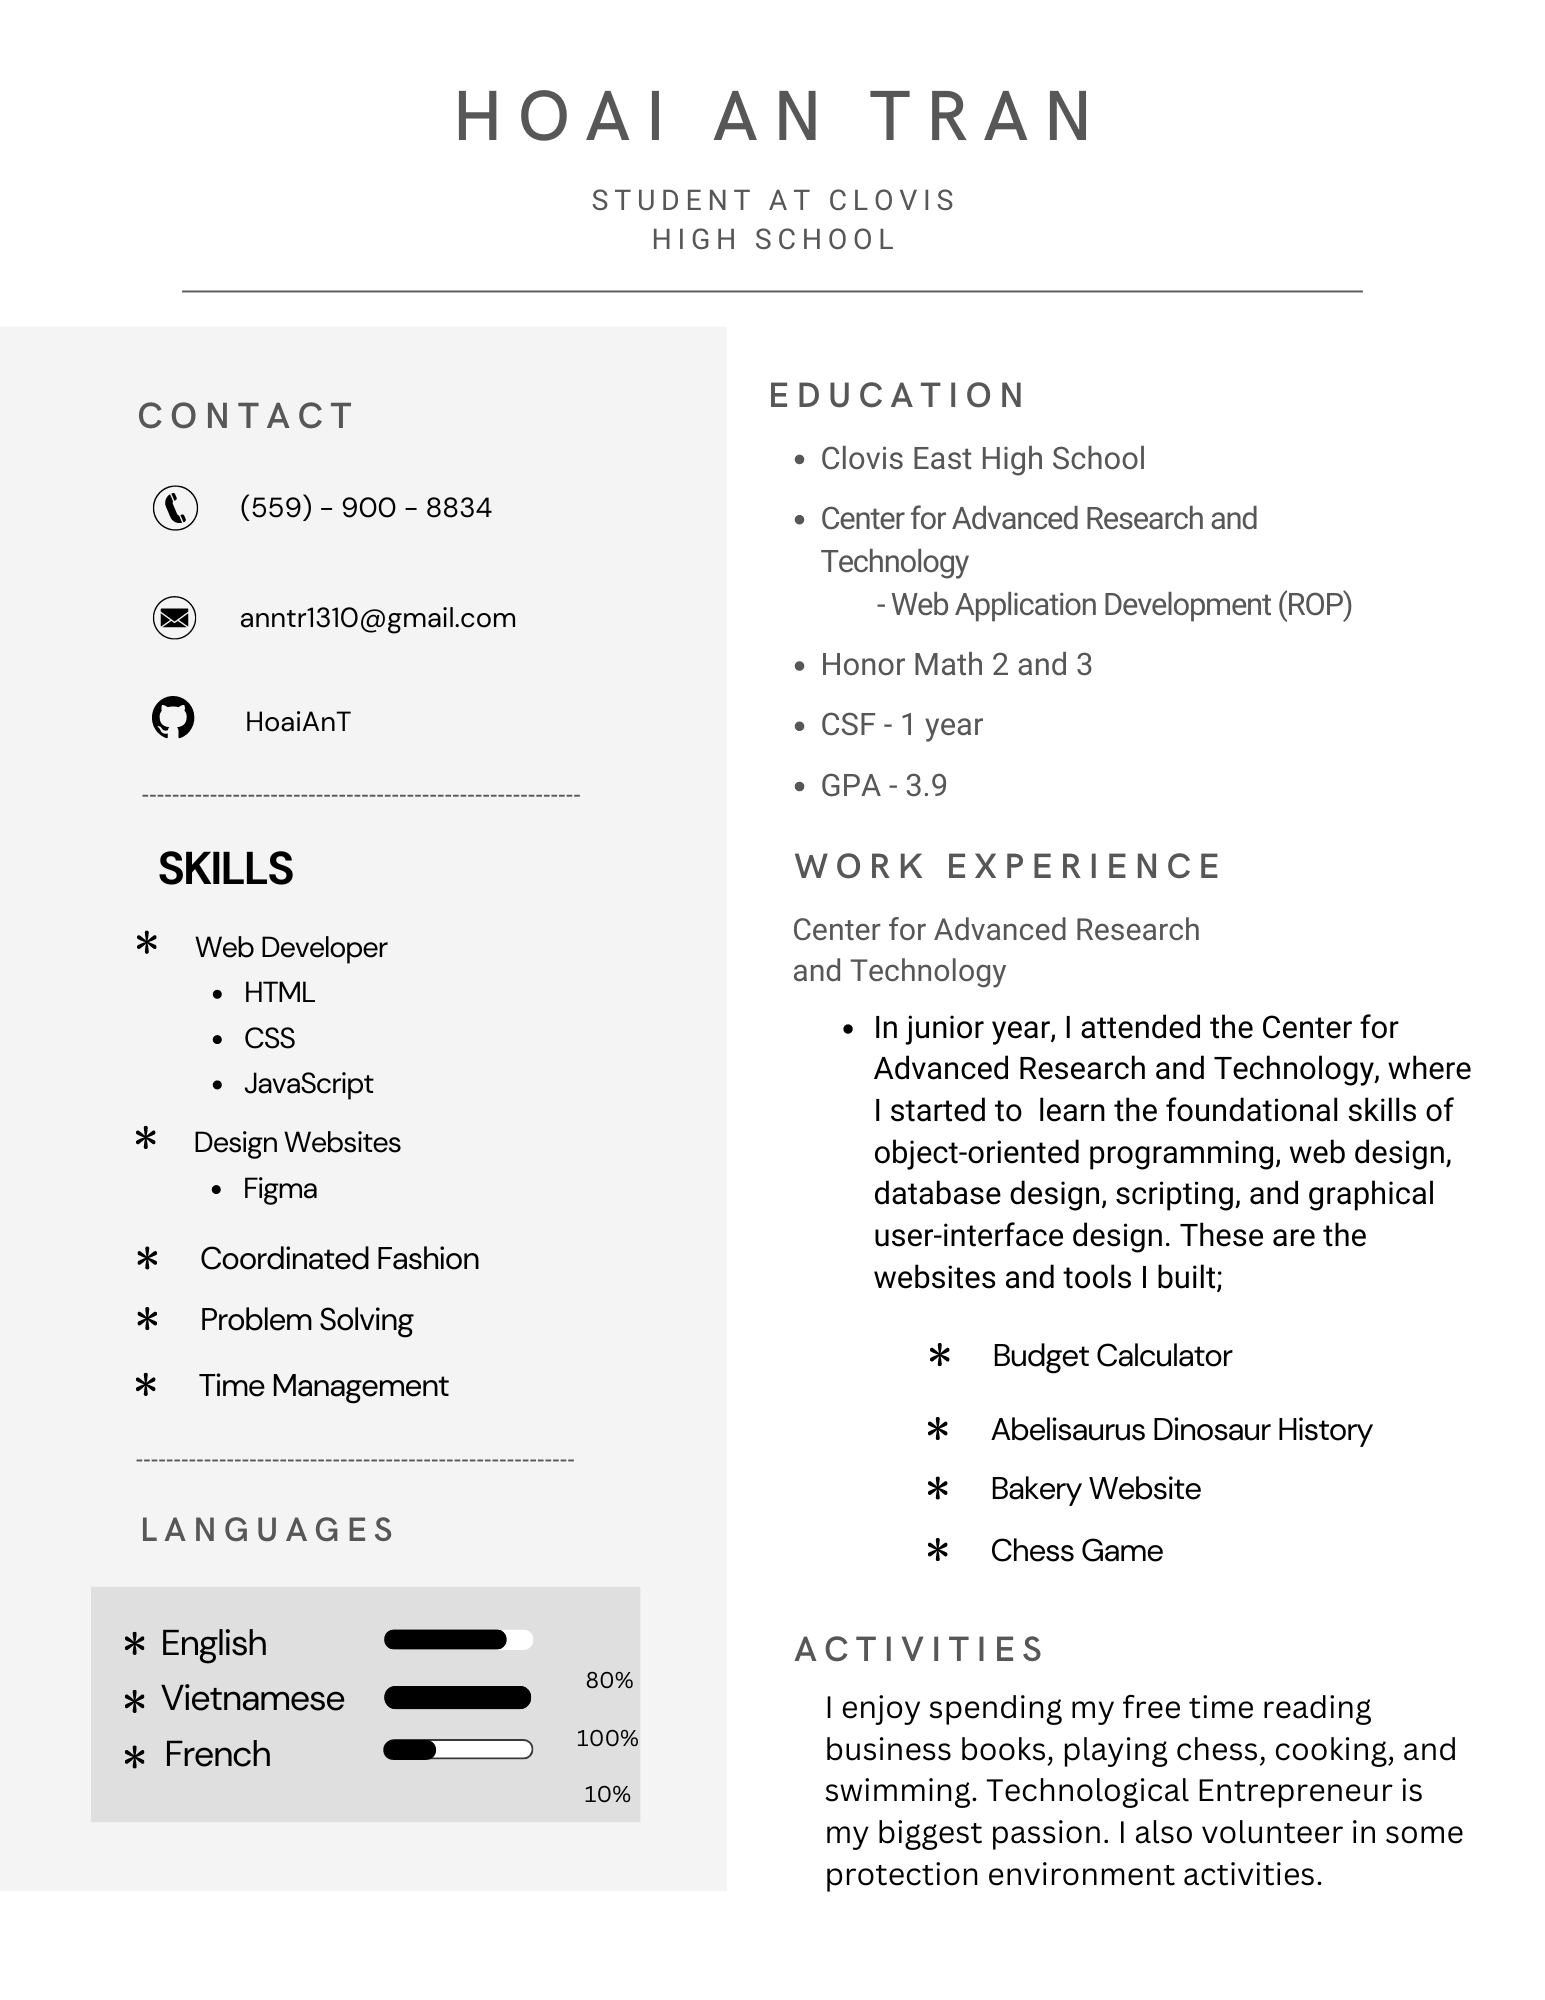 HOAI AN TRAN
STUDENT AT CLOVIS
HIGH SCHOOL
CONTACT
(559) - 900 - 8834
anntr1310@gmail.com
HoaiAnT
-----------------------------------------------------------
SKILLS
* Web Developer
• HTML
• CSS
• JavaScript
* Design Websites
• Figma
* Coordinated Fashion
* Problem Solving
* Time Management
-----------------------------------------------------------
LANGUAGES
* English
80%
* Vietnamese
100%
* French
10%
EDUCATION
• Clovis East High School
• Center for Advanced Research and
Technology
- Web Application Development (ROP)
• Honor Math 2 and 3
• CSF - 1 year
• GPA - 3.9
WORK EXPERIENCE
Center for Advanced Research
and Technology
• In junior year, I attended the Center for
Advanced Research and Technology, where
I started to  learn the foundational skills of
object-oriented programming, web design,
database design, scripting, and graphical
user-interface design. These are the
websites and tools I built;
* Budget Calculator
* Abelisaurus Dinosaur History
* Bakery Website
* Chess Game
ACTIVITIES
I enjoy spending my free time reading
business books, playing chess, cooking, and
swimming. Technological Entrepreneur is
my biggest passion. I also volunteer in some
protection environment activities.